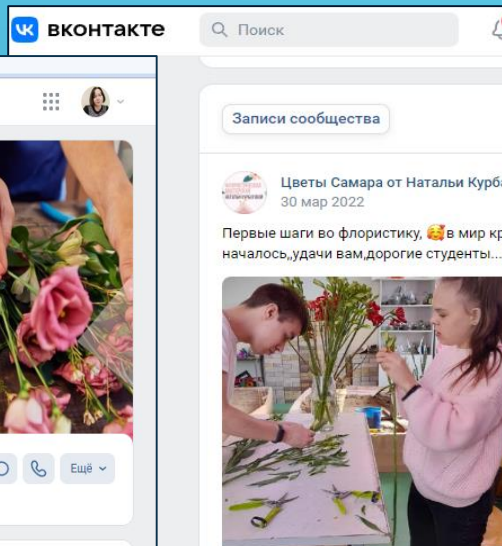 вконтакте
Поиск
Записи сообщества
Цветы Самара от Натальи Курба
30 мар 2022
Первые шаги во флористику, 🥰в мир кр
началось,,удачи вам,дорогие студенты...
Ещё